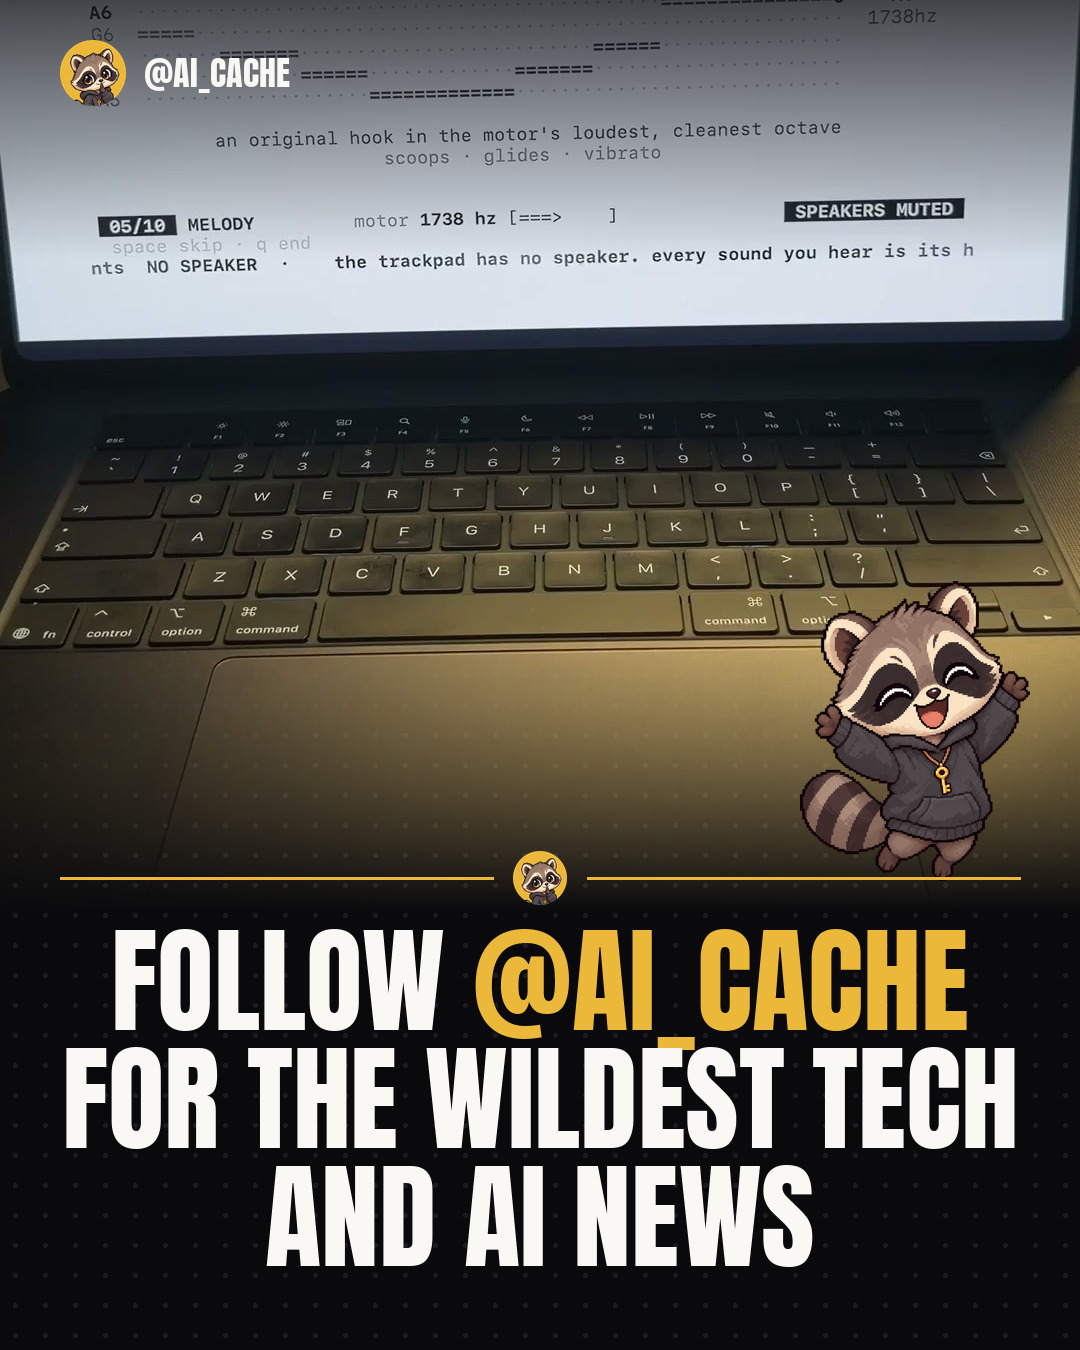 A6
1738hz
G6
@AI_CACHE
an original hook in the motor's loudest, cleanest octave
scoops · glides · vibrato
05/10 MELODY motor 1738 hz [===> ] SPEAKERS MUTED
space skip · q end
nts NO SPEAKER · the trackpad has no speaker. every sound you hear is its h
esc F1 F2 F3 F4 F5 F6 F7 F8 F9 F10 F11 F12
~ ` ! 1 @ 2 # 3 $ 4 % 5 ^ 6 & 7 * 8 ( 9 ) 0 — - + =
Q W E R T Y U I O P { [ } ] | \
A S D F G H J K L : ; " '
Z X C V B N M < , > . ? /
fn control option command command opti
FOLLOW @AI_CACHE
FOR THE WILDEST TECH
AND AI NEWS